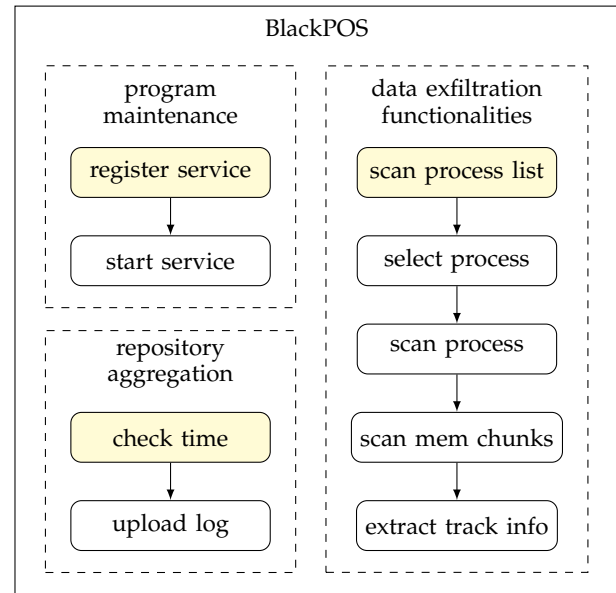 BlackPOS
program
maintenance
register service
start service
repository
aggregation
check time
upload log
data exfiltration
functionalities
scan process list
select process
scan process
scan mem chunks
extract track info